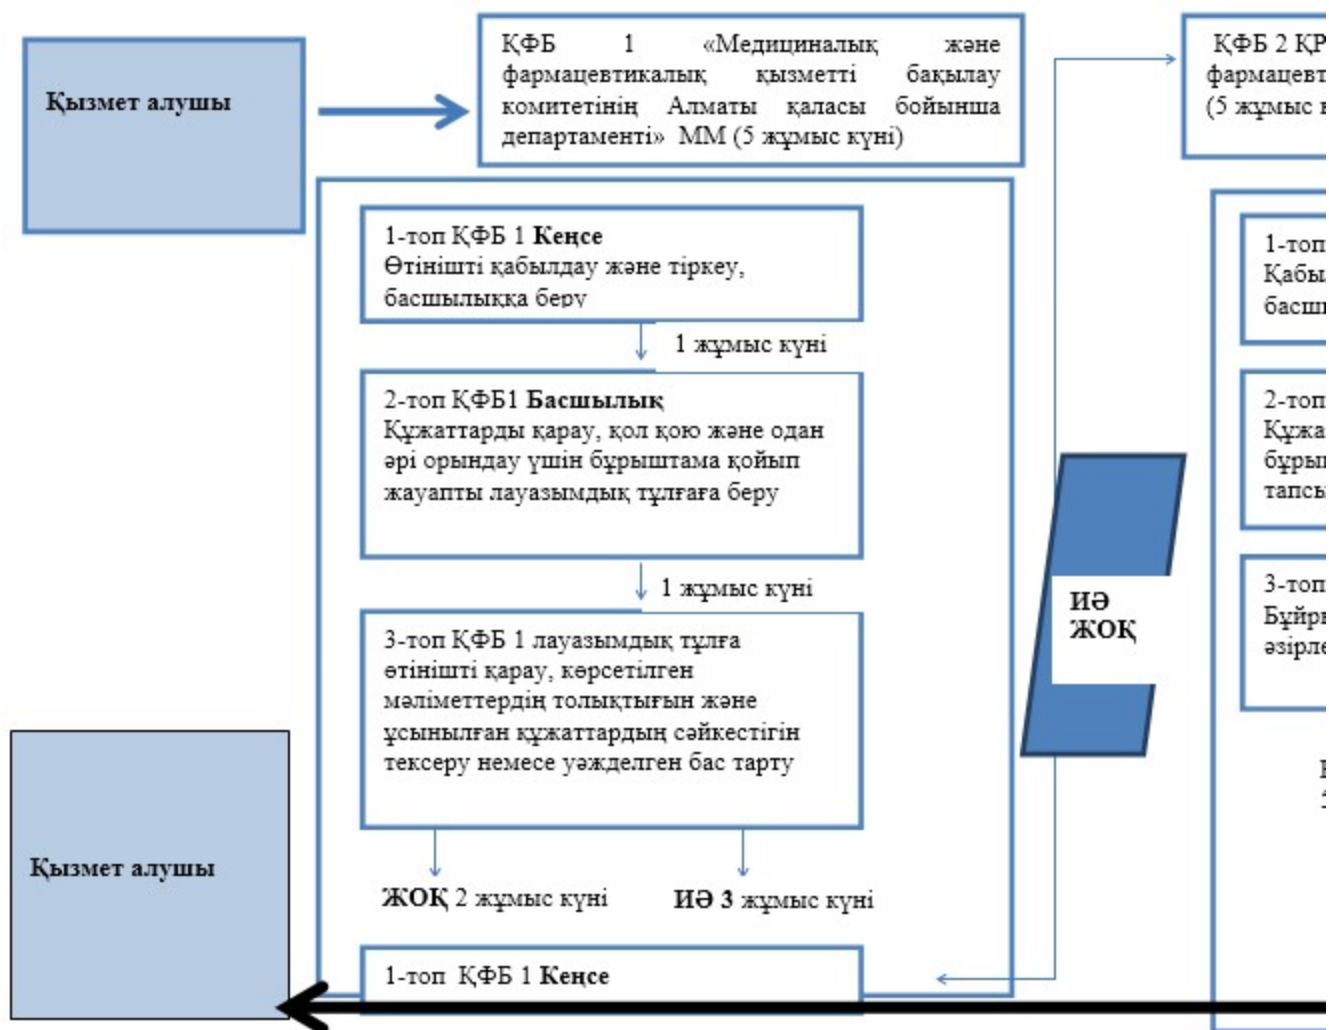 Қызмет алушы
ҚФБ 1 «Медициналық және
фармацевтикалық қызметті бақылау
комитетінің Алматы қаласы бойынша
департаменті» ММ (5 жұмыс күні)
ҚФБ 2 ҚР
(5 жұмыс
1-топ ҚФБ 1 Кеңсе
Өтінішті қабылдау және тіркеу,
басшылыққа беру
1 жұмыс күні
2-топ ҚФБ1 Басшылық
Құжаттарды қарау, қол қою және одан
әрі орындау үшін бұрыштама қойып
жауапты лауазымдық тұлғаға беру
1 жұмыс күні
3-топ ҚФБ 1 лауазымдық тұлға
өтінішті қарау, көрсетілген
мәліметтердің толықтығын және
ұсынылған құжаттардың сәйкестігін
тексеру немесе уәжделген бас тарту
ЖОҚ 2 жұмыс күні
ИӘ 3 жұмыс күні
1-топ ҚФБ 1 Кеңсе
ИӘ
ЖОҚ
1-топ
2-топ
3-топ
Қызмет алушы